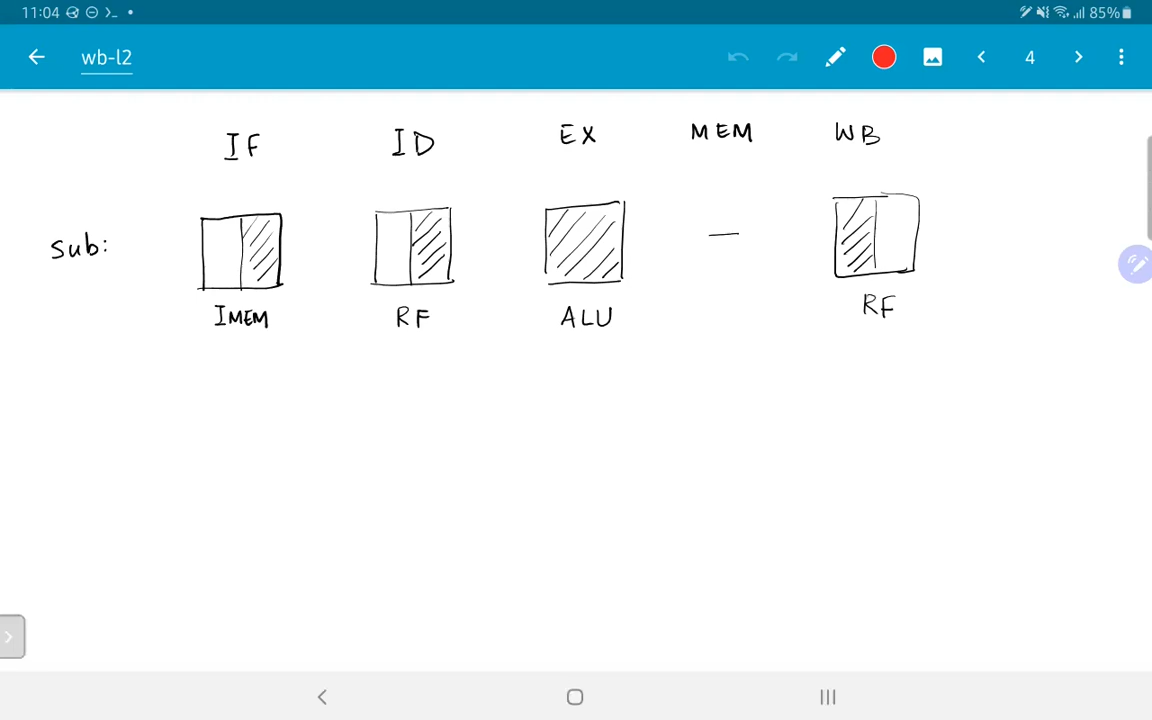 11:04 85%
wb-l2 4
IF ID EX MEM WB
sub: —
IMEM RF ALU RF